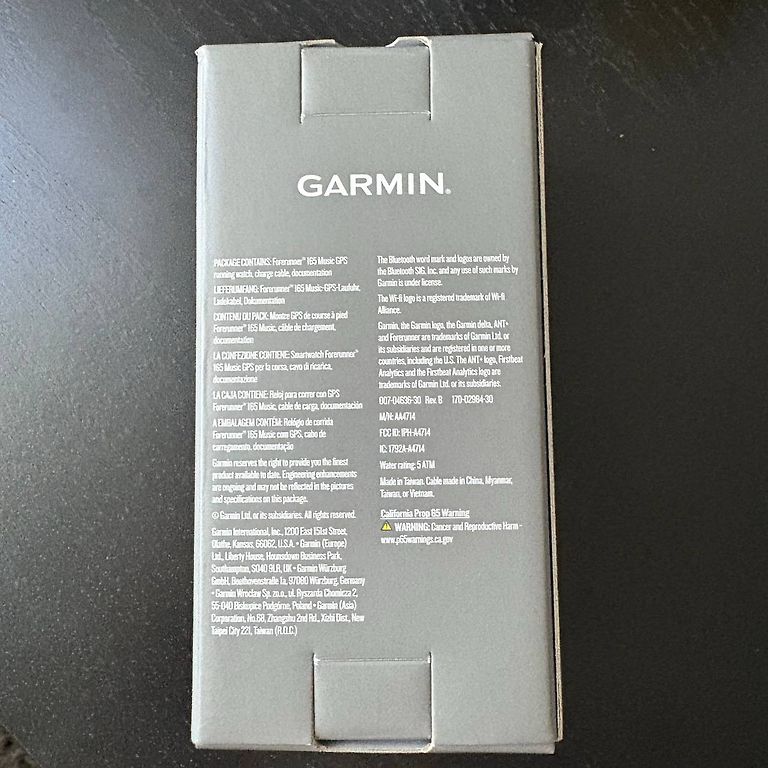 GARMIN®
PACKAGE CONTAINS: Forerunner™ 165 Music GPS
running watch, charge cable, documentation
LIEFERUMFANG: Forerunner™ 165 Music-GPS-Laufuhr,
Ladekabel, Dokumentation
CONTENU DU PACK: Montre GPS de course à pied
Forerunner™ 165 Music, câble de chargement,
documentation
LA CONFEZIONE CONTIENE: Smartwatch Forerunner™
165 Music GPS per la corsa, cavo di ricarica,
documentazione
LA CAJA CONTIENE: Reloj para correr con GPS
Forerunner™ 165 Music, cable de carga, documentación
A EMBALAGEM CONTÉM: Relógio de corrida
Forerunner™ 165 Music com GPS, cabo de
carregamento, documentação
Garmin reserves the right to provide you the finest
product available to date. Engineering enhancements
are ongoing and may not be reflected in the pictures
and specifications on this package.
© Garmin Ltd. or its subsidiaries. All rights reserved.
Garmin International, Inc., 1200 East 151st Street,
Olathe, Kansas, 66062, U.S.A. • Garmin (Europe)
Ltd., Liberty House, Hounsdown Business Park,
Southampton, SO40 9LR, UK • Garmin Würzburg
GmbH, Beethovenstraße 1a, 97080 Würzburg, Germany
• Garmin Wrocław Sp. zo.o., ul. Ryszarda Chomicza 2,
55-040 Biskupice Podgórne, Poland • Garmin (Asia)
Corporation, No.68, Zhangshu 2nd Rd., Xizhi Dist., New
Taipei City 221, Taiwan (R.O.C.)
The Bluetooth word mark and logos are owned by
the Bluetooth SIG, Inc. and any use of such marks by
Garmin is under license.
The Wi-Fi logo is a registered trademark of Wi-Fi
Alliance.
Garmin, the Garmin logo, the Garmin delta, ANT+
and Forerunner are trademarks of Garmin Ltd. or
its subsidiaries and are registered in one or more
countries, including the U.S. The ANT+ logo, Firstbeat
Analytics and the Firstbeat Analytics logo are
trademarks of Garmin Ltd. or its subsidiaries.
007-04636-30 Rev. B 170-02984-30
M/N: AA4714
FCC ID: IPH-A4714
IC: 1792A-A4714
Water rating: 5 ATM
Made in Taiwan. Cable made in China, Myanmar,
Taiwan, or Vietnam.
California Prop 65 Warning
⚠ WARNING: Cancer and Reproductive Harm -
www.p65warnings.ca.gov